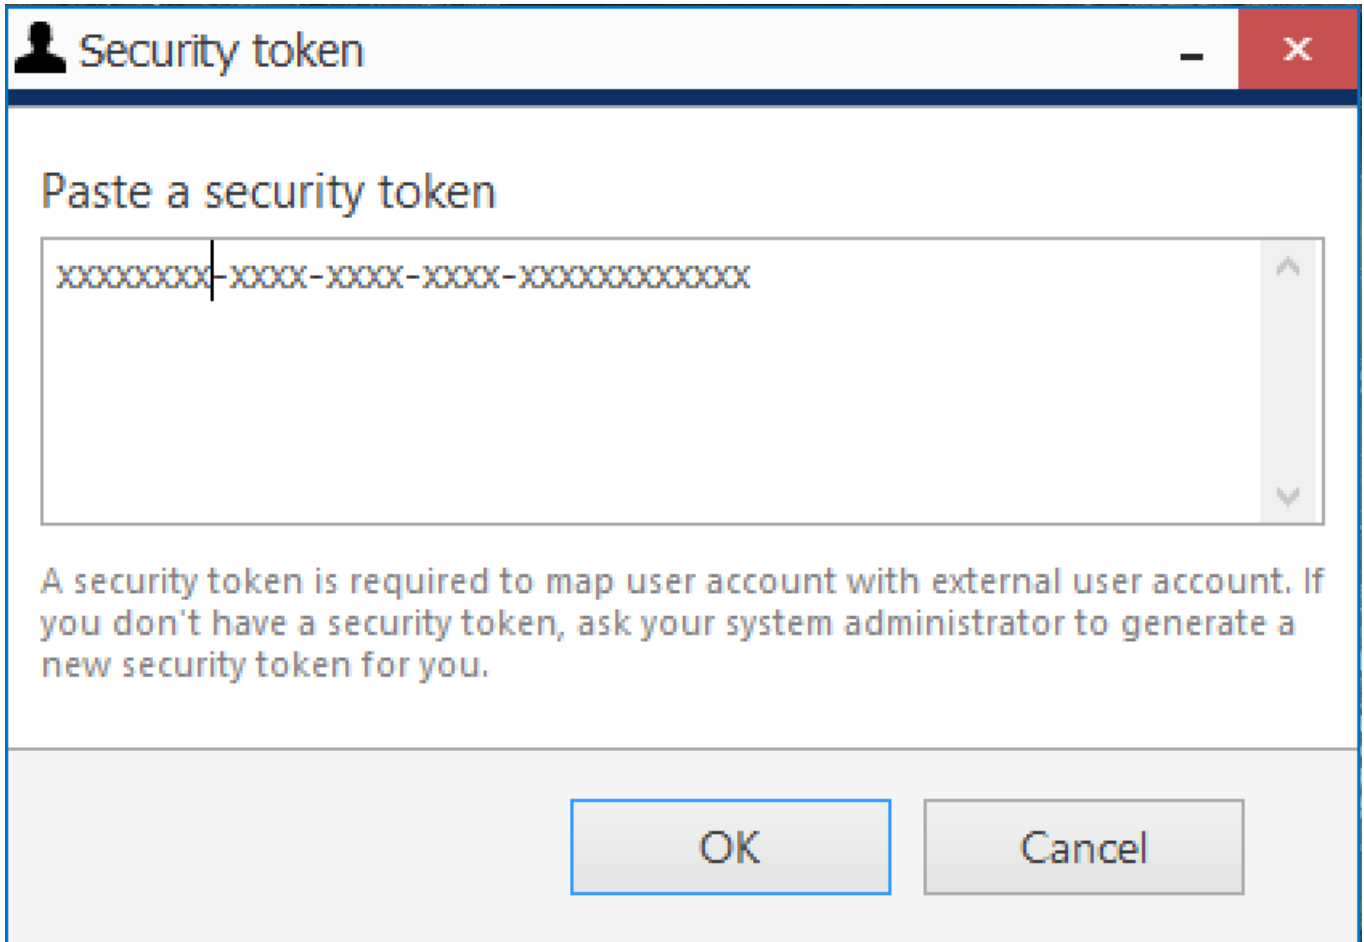 Security token
Paste a security token
xxxxxxxx-xxxx-xxxx-xxxx-xxxxxxxxxxxx
A security token is required to map user account with external user account. If
you don't have a security token, ask your system administrator to generate a
new security token for you.
OK Cancel